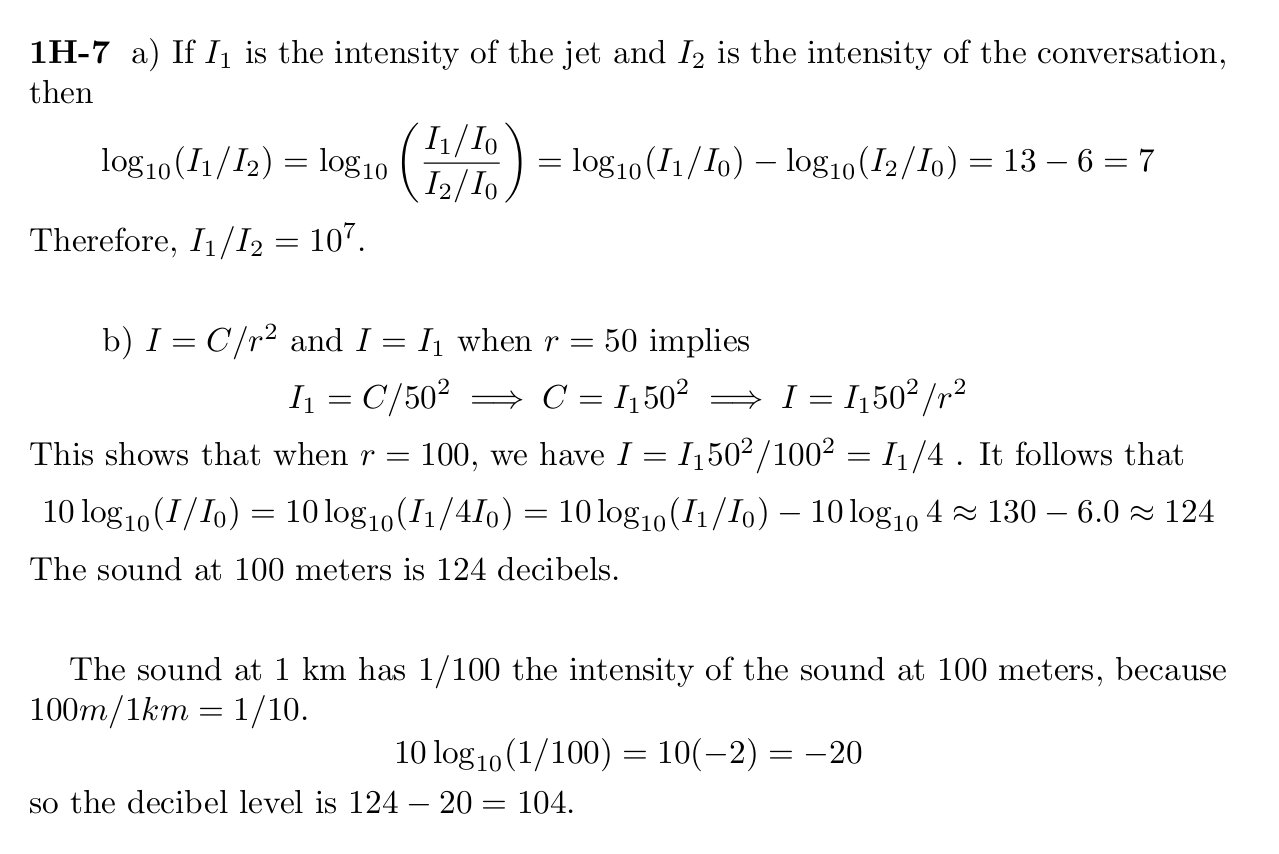 1H-7 a) If I₁ is the intensity of the jet and I₂ is the intensity of the conversation,
then
log₁₀(I₁/I₂) = log₁₀ ( (I₁/I₀) / (I₂/I₀) ) = log₁₀(I₁/I₀) − log₁₀(I₂/I₀) = 13 − 6 = 7
Therefore, I₁/I₂ = 10⁷.
b) I = C/r² and I = I₁ when r = 50 implies
I₁ = C/50² ⟹ C = I₁50² ⟹ I = I₁50²/r²
This shows that when r = 100, we have I = I₁50²/100² = I₁/4 . It follows that
10 log₁₀(I/I₀) = 10 log₁₀(I₁/4I₀) = 10 log₁₀(I₁/I₀) − 10 log₁₀ 4 ≈ 130 − 6.0 ≈ 124
The sound at 100 meters is 124 decibels.
The sound at 1 km has 1/100 the intensity of the sound at 100 meters, because
100m/1km = 1/10.
10 log₁₀(1/100) = 10(−2) = −20
so the decibel level is 124 − 20 = 104.